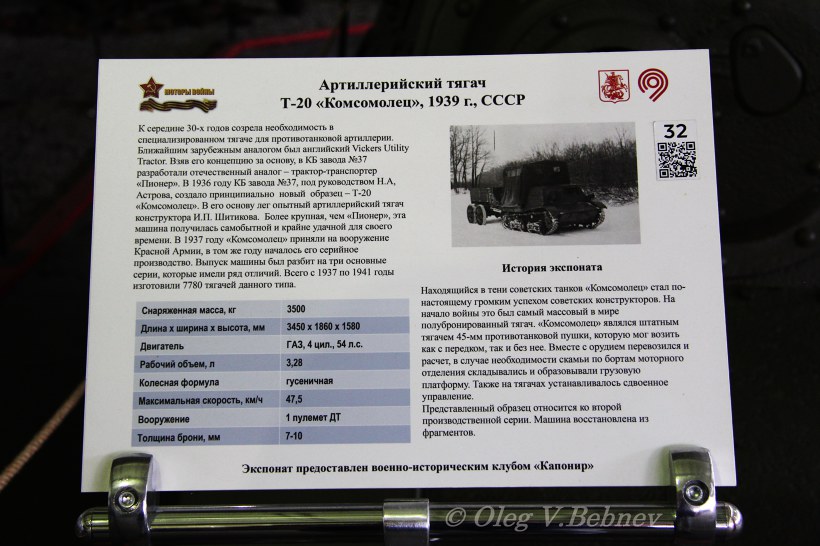 МОТОРЫ ВОЙНЫ
Артиллерийский тягач
Т-20 «Комсомолец», 1939 г., СССР
32
К середине 30-х годов созрела необходимость в
специализированном тягаче для противотанковой артиллерии.
Ближайшим зарубежным аналогом был английский Vickers Utility
Tractor. Взяв его концепцию за основу, в КБ завода №37
разработали отечественный аналог – трактор-транспортер
«Пионер». В 1936 году КБ завода №37, под руководством Н.А,
Астрова, создало принципиально новый образец – Т-20
«Комсомолец». В его основу лег опытный артиллерийский тягач
конструктора И.П. Шитикова. Более крупная, чем «Пионер», эта
машина получилась самобытной и крайне удачной для своего
времени. В 1937 году «Комсомолец» приняли на вооружение
Красной Армии, в том же году началось его серийное
производство. Выпуск машины был разбит на три основные
серии, которые имели ряд отличий. Всего с 1937 по 1941 годы
изготовили 7780 тягачей данного типа.
Снаряженная масса, кг 3500
Длина х ширина х высота, мм 3450 х 1860 х 1580
Двигатель ГАЗ, 4 цил., 54 л.с.
Рабочий объем, л 3,28
Колесная формула гусеничная
Максимальная скорость, км/ч 47,5
Вооружение 1 пулемет ДТ
Толщина брони, мм 7-10
История экспоната
Находящийся в тени советских танков «Комсомолец» стал по-
настоящему громким успехом советских конструкторов. На
начало войны это был самый массовый в мире
полубронированный тягач. «Комсомолец» являлся штатным
тягачем 45-мм противотанковой пушки, которую мог возить
как с передком, так и без нее. Вместе с орудием перевозился и
расчет, в случае необходимости скамьи по бортам моторного
отделения складывались и образовывали грузовую
платформу. Также на тягачах устанавливалось сдвоенное
управление.
Представленный образец относится ко второй
производственной серии. Машина восстановлена из
фрагментов.
Экспонат предоставлен военно-историческим клубом «Капонир»
© Oleg V.Bebnev